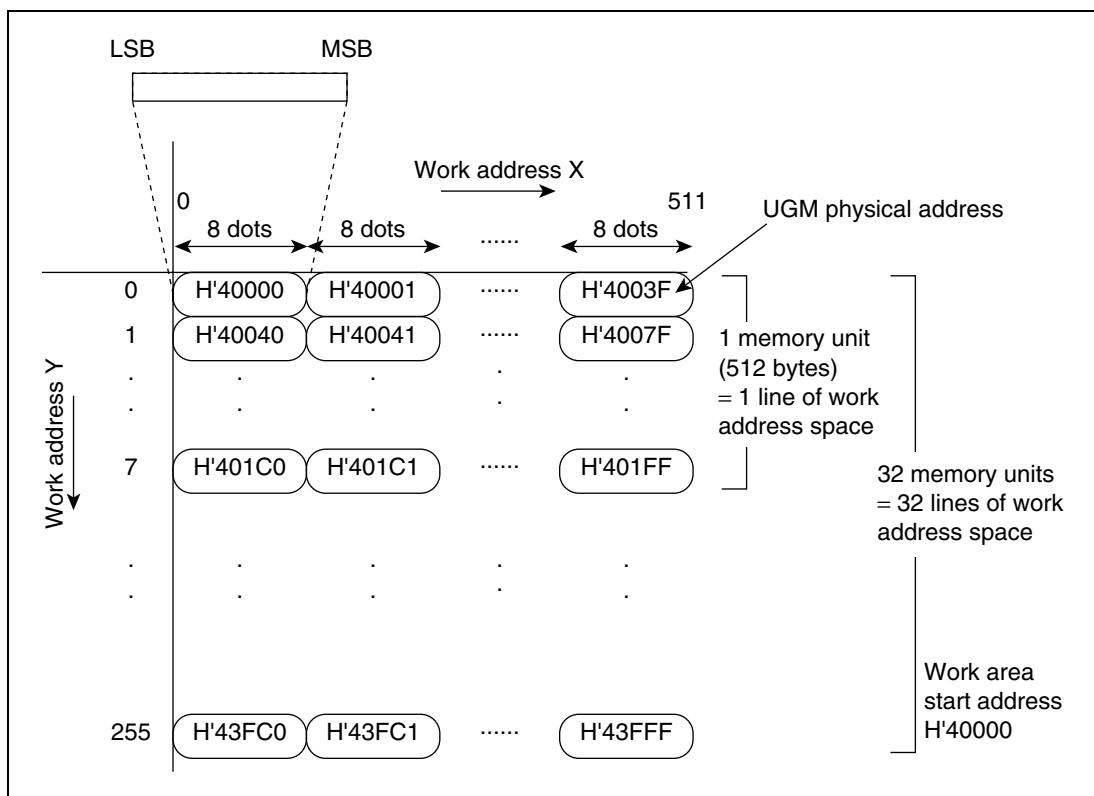 LSB MSB
Work address X
0 511
UGM physical address
8 dots 8 dots ...... 8 dots
0 H'40000 H'40001 ...... H'4003F
1 H'40040 H'40041 ...... H'4007F
1 memory unit
(512 bytes)
= 1 line of work
address space
. . . . .
. . . . .
Work address Y
7 H'401C0 H'401C1 ...... H'401FF
32 memory units
= 32 lines of work
address space
. . . . .
. . . . .
255 H'43FC0 H'43FC1 ...... H'43FFF
Work area
start address
H'40000